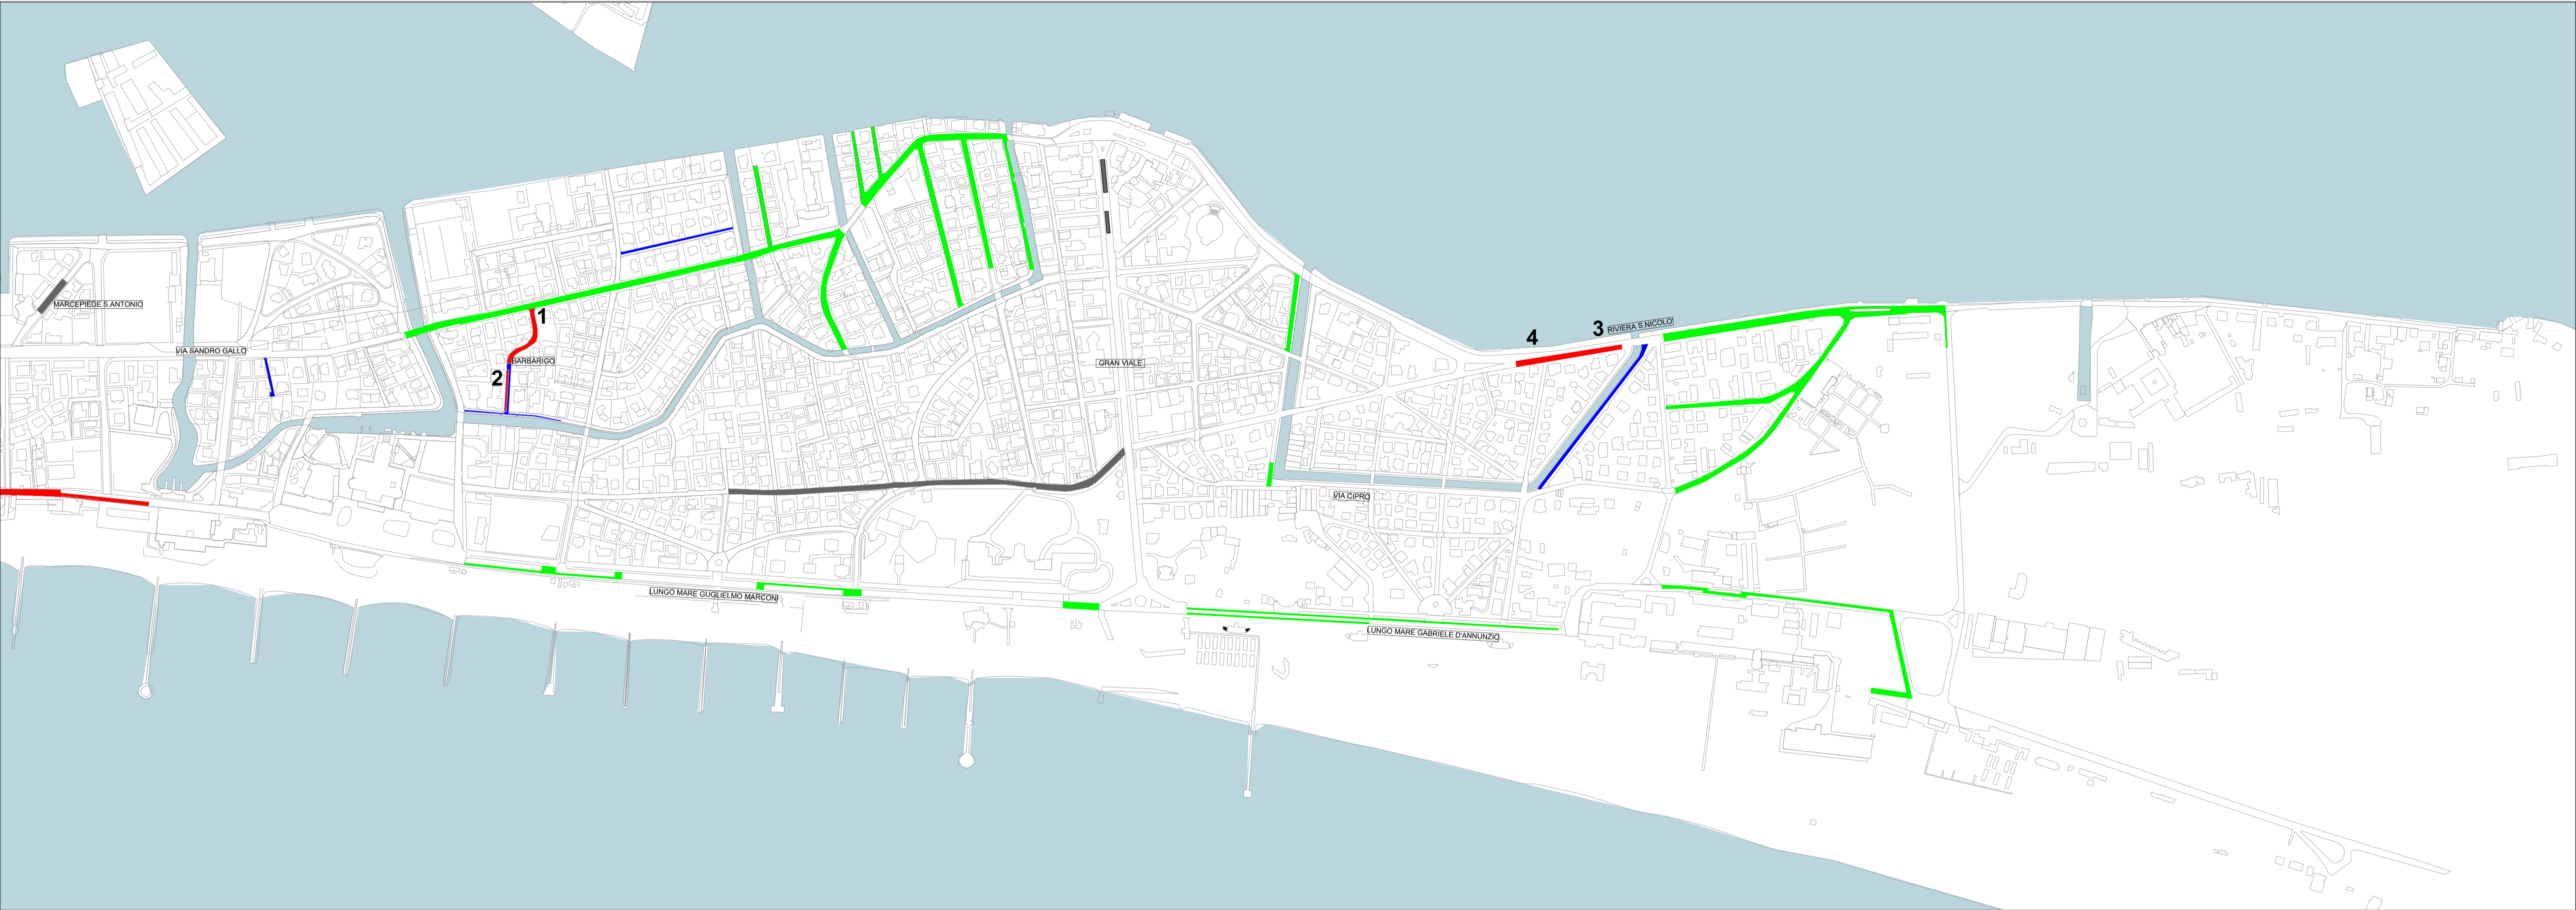 MARCEPIEDE S.ANTONIO
1
3
RIVIERA S.NICOLO'
4
VIA SANDRO GALLO
BARBARIGO
GRAN VIALE
2
VIA CIPRO
LUNGO MARE GUGLIELMO MARCONI
LUNGO MARE GABRIELE D'ANNUNZIO